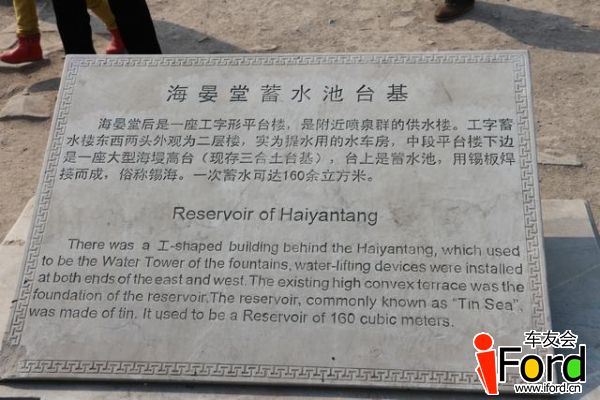 海晏堂蓄水池台基
海晏堂后是一座工字形平台楼，是附近喷泉群的供水楼。工字蓄
水楼东西两头外观为二层楼，实为提水用的水车房，中段平台楼下边
是一座大型海墁高台（现存三合土台基），台上是蓄水池，用锡板焊
接而成，俗称锡海。一次蓄水可达160余立方米。
Reservoir of Haiyantang
There was a 工-shaped building behind the Haiyantang, which used
to be the Water Tower of the fountains, water-lifting devices were installed
at both ends of the east and west. The existing high convex terrace was the
foundation of the reservoir.The reservoir, commonly known as "Tin Sea",
was made of tin. It used to be a Reservoir of 160 cubic meters.
车友会
iFord
www.iford.cn